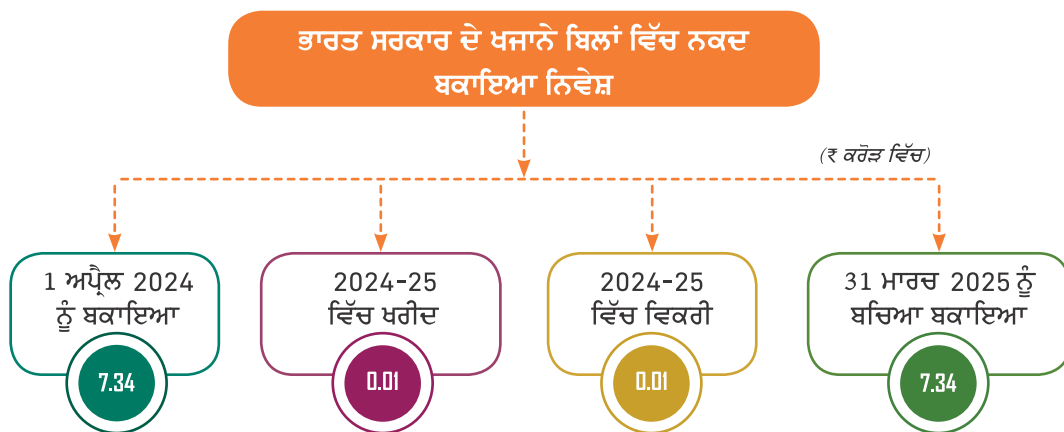 ਭਾਰਤ ਸਰਕਾਰ ਦੇ ਖਜਾਨੇ ਬਿਲਾਂ ਵਿੱਚ ਨਕਦ
ਬਕਾਇਆ ਨਿਵੇਸ਼
(₹ ਕਰੋੜ ਵਿੱਚ)
1 ਅਪ੍ਰੈਲ 2024
ਨੂੰ ਬਕਾਇਆ
7.34
2024-25
ਵਿੱਚ ਖਰੀਦ
0.01
2024-25
ਵਿੱਚ ਵਿਕਰੀ
0.01
31 ਮਾਰਚ 2025 ਨੂੰ
ਬਚਿਆ ਬਕਾਇਆ
7.34